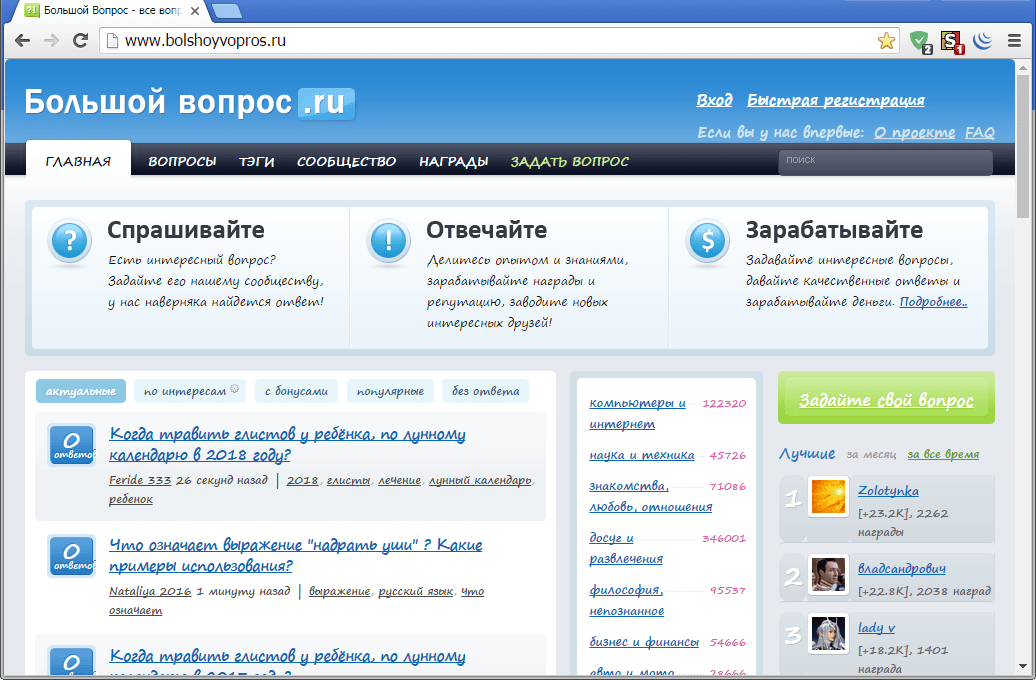 Большой Вопрос - все вопр
www.bolshoyvopros.ru
2
S
1
Большой вопрос .ru
Вход Быстрая регистрация
Если вы у нас впервые: О проекте FAQ
ГЛАВНАЯ ВОПРОСЫ ТЭГИ СООБЩЕСТВО НАГРАДЫ ЗАДАТЬ ВОПРОС ПОИСК
Спрашивайте
Есть интересный вопрос?
Задайте его нашему сообществу,
у нас наверняка найдется ответ!
Отвечайте
Делитесь опытом и знаниями,
зарабатывайте награды и
репутацию, заводите новых
интересных друзей!
Зарабатывайте
Задавайте интересные вопросы,
давайте качественные ответы и
зарабатывайте деньги. Подробнее..
актуальные по интересам с бонусами популярные без ответа
0
ответо
Когда травить глистов у ребёнка, по лунному
календарю в 2018 году?
Feride 333 26 секунд назад | 2018, глисты, лечение, лунный календарь,
ребенок
0
ответо
Что означает выражение "надрать уши" ? Какие
примеры использования?
Nataliya 2016 1 минуту назад | выражение, русский язык, что
означает
0
Когда травить глистов у ребёнка, по лунному
календарю в 2017 году?
компьютеры и 122320
интернет
наука и техника 45726
знакомства, 71086
любовь, отношения
досуг и 346001
развлечения
философия, 95537
непознанное
бизнес и финансы 54666
авто и мото 28666
Задайте свой вопрос
Лучшие за месяц за все время
1
Zolotynka
[+23.2K], 2262
награды
2
владсандрович
[+22.8K], 2038 наград
3
lady v
[+18.2K], 1401
награда